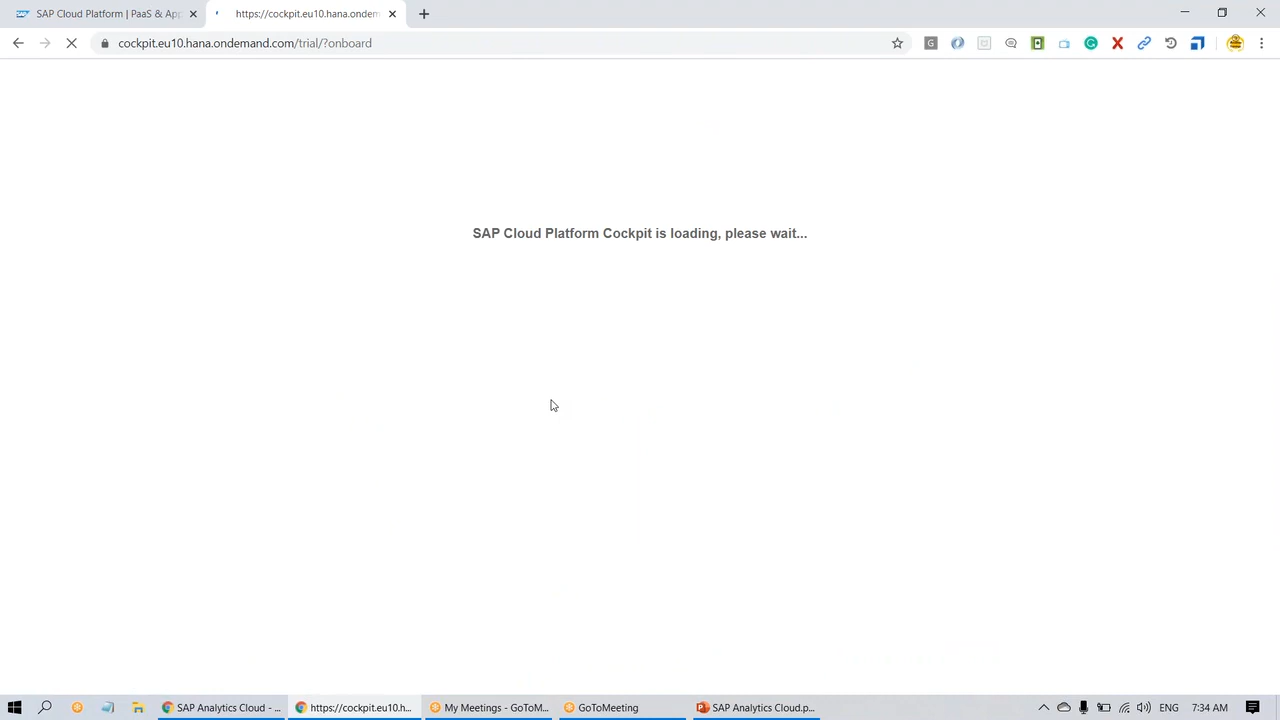 SAP Cloud Platform | PaaS & App
https://cockpit.eu10.hana.ondem
cockpit.eu10.hana.ondemand.com/trial/?onboard
SAP Cloud Platform Cockpit is loading, please wait...
SAP Analytics Cloud - ...
https://cockpit.eu10.h...
My Meetings - GoToM...
GoToMeeting
SAP Analytics Cloud.p...
ENG
7:34 AM